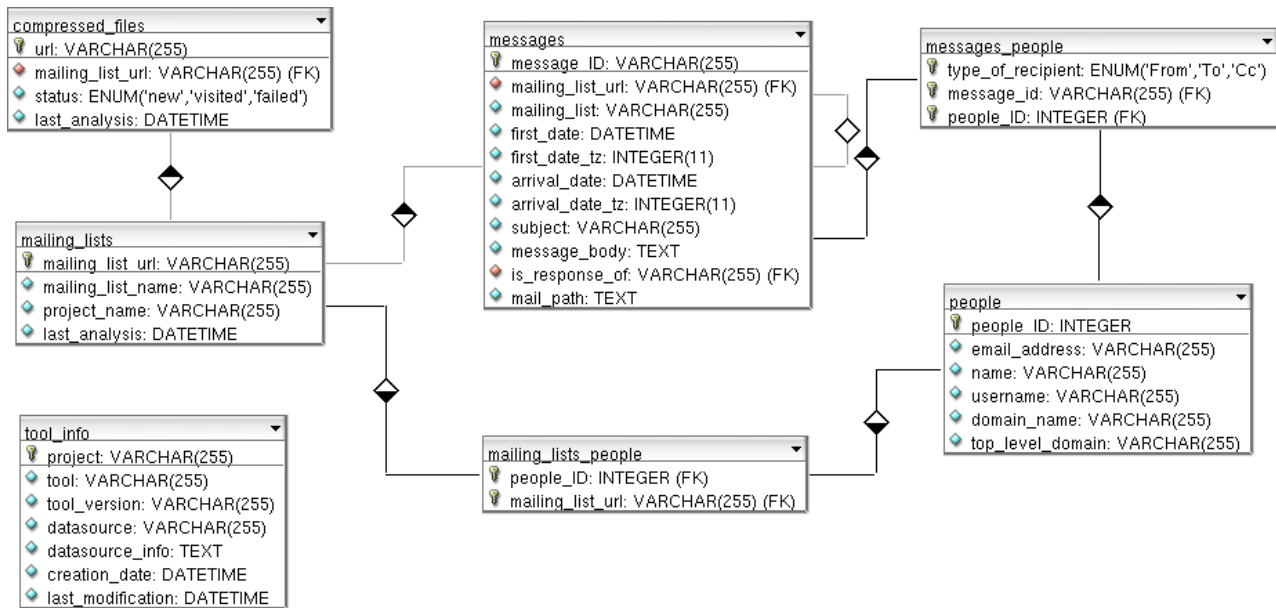 compressed_files
url: VARCHAR(255)
mailing_list_url: VARCHAR(255) (FK)
status: ENUM('new','visited','failed')
last_analysis: DATETIME
messages
message_ID: VARCHAR(255)
mailing_list_url: VARCHAR(255) (FK)
mailing_list: VARCHAR(255)
first_date: DATETIME
first_date_tz: INTEGER(11)
arrival_date: DATETIME
arrival_date_tz: INTEGER(11)
subject: VARCHAR(255)
message_body: TEXT
is_response_of: VARCHAR(255) (FK)
mail_path: TEXT
messages_people
type_of_recipient: ENUM('From','To','Cc')
message_id: VARCHAR(255) (FK)
people_ID: INTEGER (FK)
mailing_lists
mailing_list_url: VARCHAR(255)
mailing_list_name: VARCHAR(255)
project_name: VARCHAR(255)
last_analysis: DATETIME
people
people_ID: INTEGER
email_address: VARCHAR(255)
name: VARCHAR(255)
username: VARCHAR(255)
domain_name: VARCHAR(255)
top_level_domain: VARCHAR(255)
tool_info
project: VARCHAR(255)
tool: VARCHAR(255)
tool_version: VARCHAR(255)
datasource: VARCHAR(255)
datasource_info: TEXT
creation_date: DATETIME
last_modification: DATETIME
mailing_lists_people
people_ID: INTEGER (FK)
mailing_list_url: VARCHAR(255) (FK)